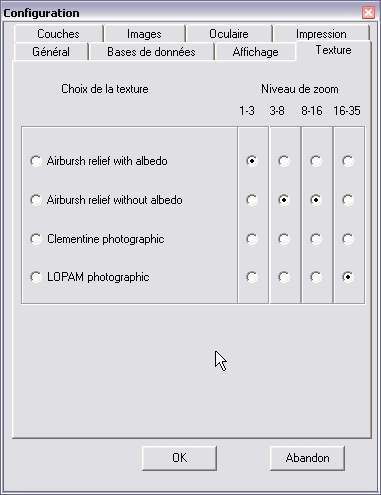 Configuration
Couches Images Oculaire Impression
Général Bases de données Affichage Texture
Choix de la texture Niveau de zoom
1-3 3-8 8-16 16-35
Airbursh relief with albedo
Airbursh relief without albedo
Clementine photographic
LOPAM photographic
OK Abandon